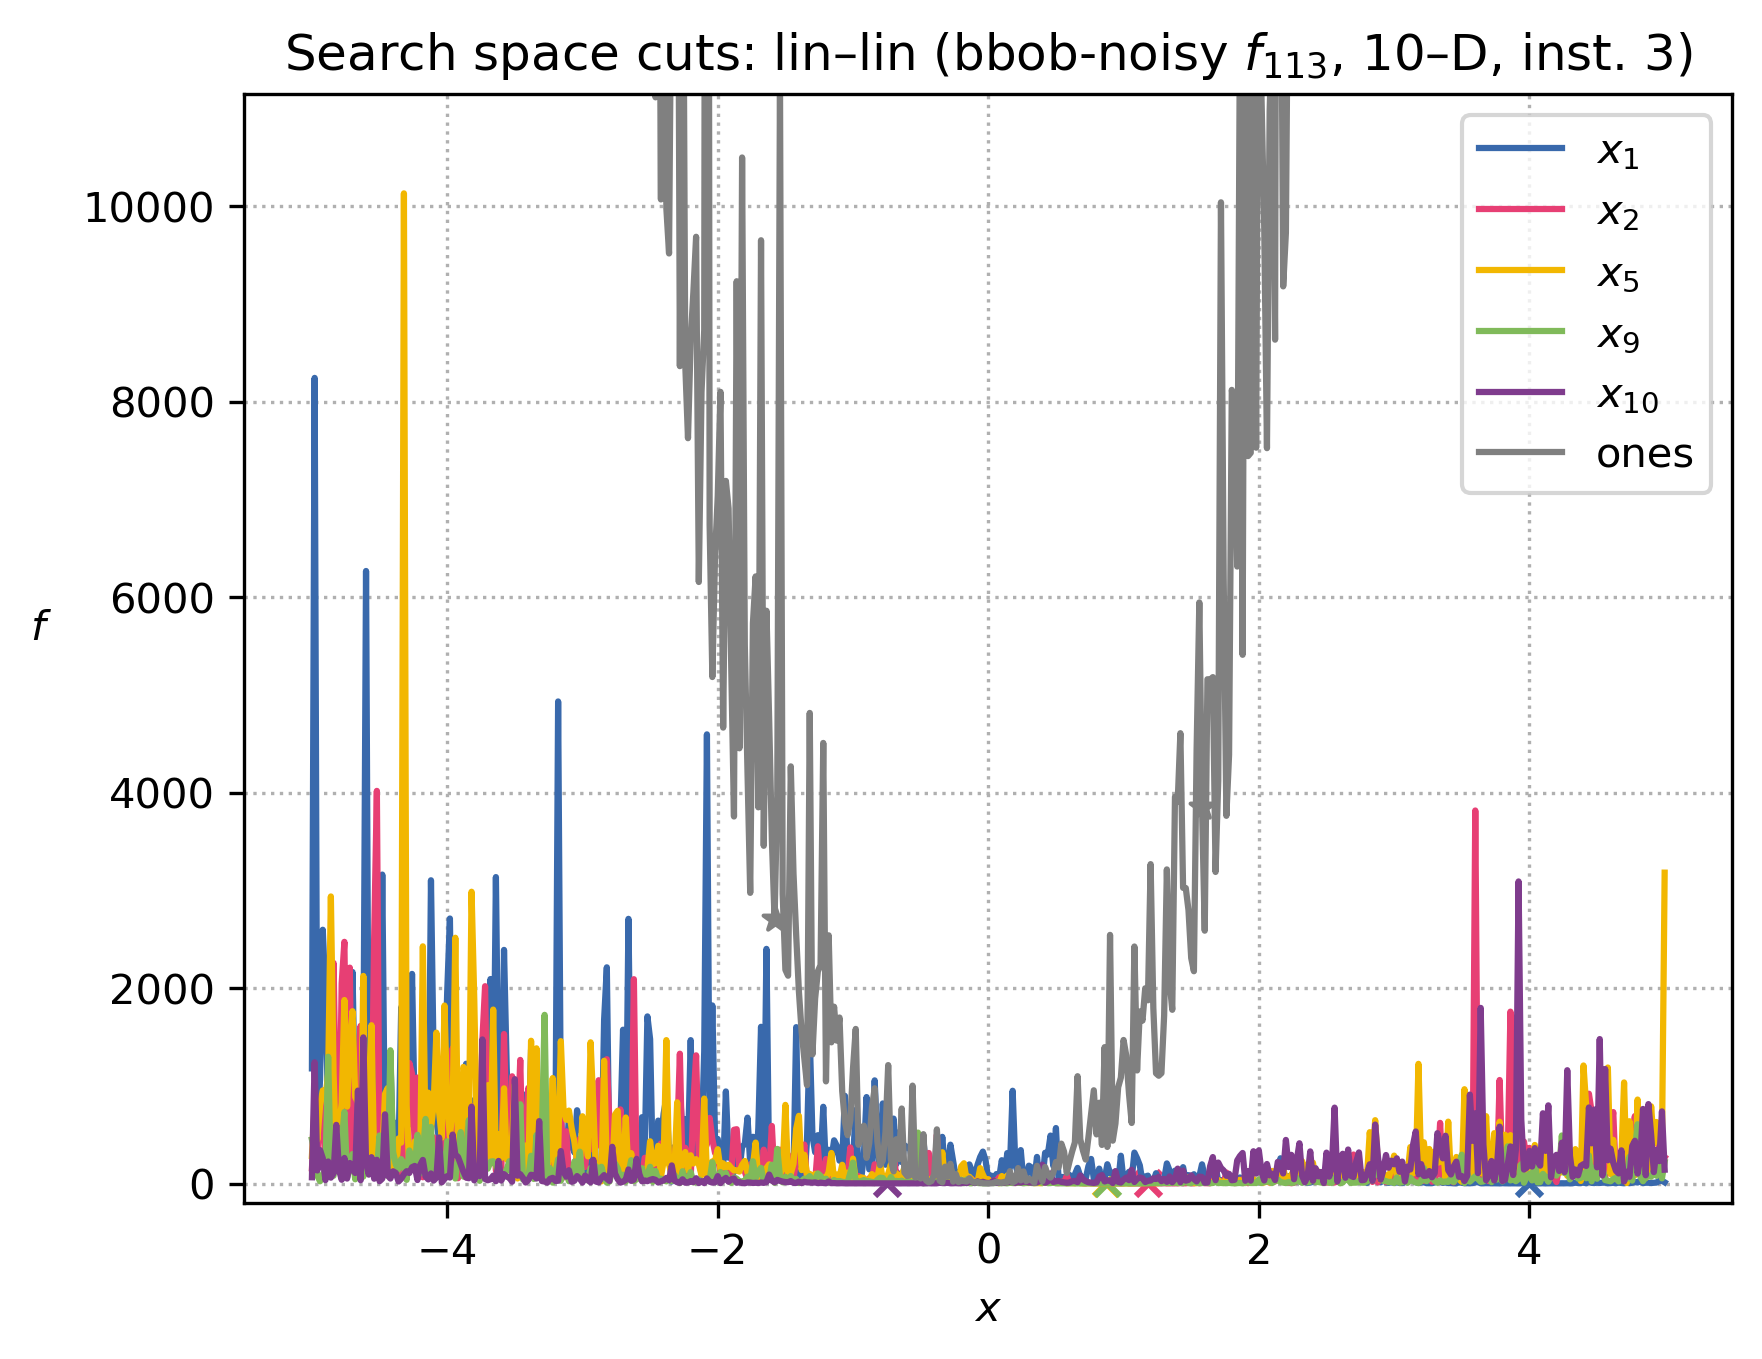 Search space cuts: lin–lin (bbob-noisy f₁₁₃, 10–D, inst. 3)
x₁
x₂
x₅
x₉
x₁₀
ones
10000
8000
6000
4000
2000
0
f
−4
−2
0
2
4
x